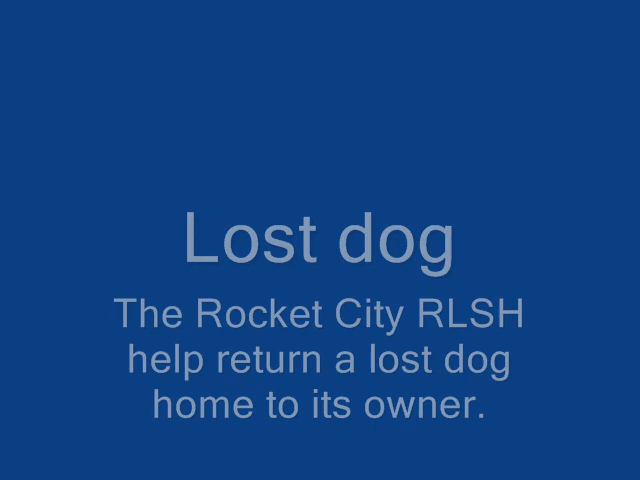 Lost dog
The Rocket City RLSH
help return a lost dog
home to its owner.